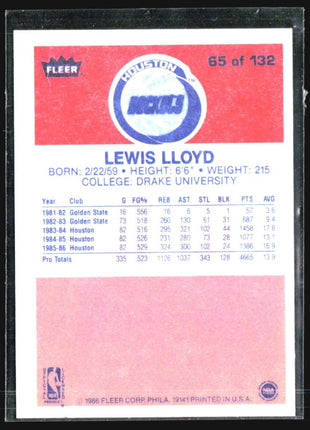 FLEER
65 of 132
HOUSTON
ROCKETS
LEWIS LLOYD
BORN: 2/22/59 • HEIGHT: 6'6" • WEIGHT: 215
COLLEGE: DRAKE UNIVERSITY
Year Club G FG% REB AST STL BLK PTS AVG
1981-82 Golden State 16 556 16 6 5 1 57 3.6
1982-83 Golden State 73 518 260 130 61 31 687 9.4
1983-84 Houston 82 516 295 321 102 44 1458 17.8
1984-85 Houston 82 526 231 280 73 28 1077 13.1
1985-86 Houston 82 529 324 300 102 24 1386 16.9
Pro Totals 335 523 1126 1037 343 128 4665 13.9
NBA
© 1986 FLEER CORP. PHILA. 19141 PRINTED IN U.S.A.